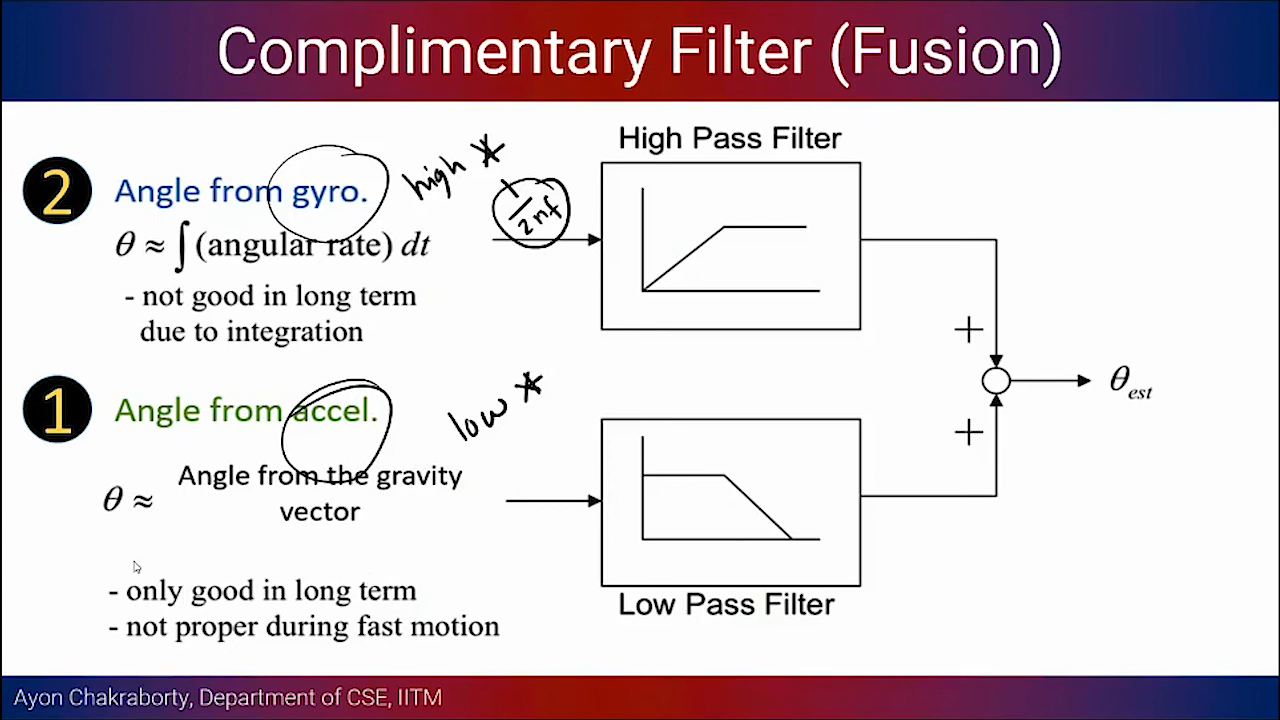 Complimentary Filter (Fusion)
2
Angle from gyro.
θ ≈ ∫(angular rate) dt
- not good in long term
due to integration
high
1
2πf
High Pass Filter
+
θest
+
1
Angle from accel.
θ ≈ Angle from the gravity
vector
- only good in long term
- not proper during fast motion
low
Low Pass Filter
Ayon Chakraborty, Department of CSE, IITM